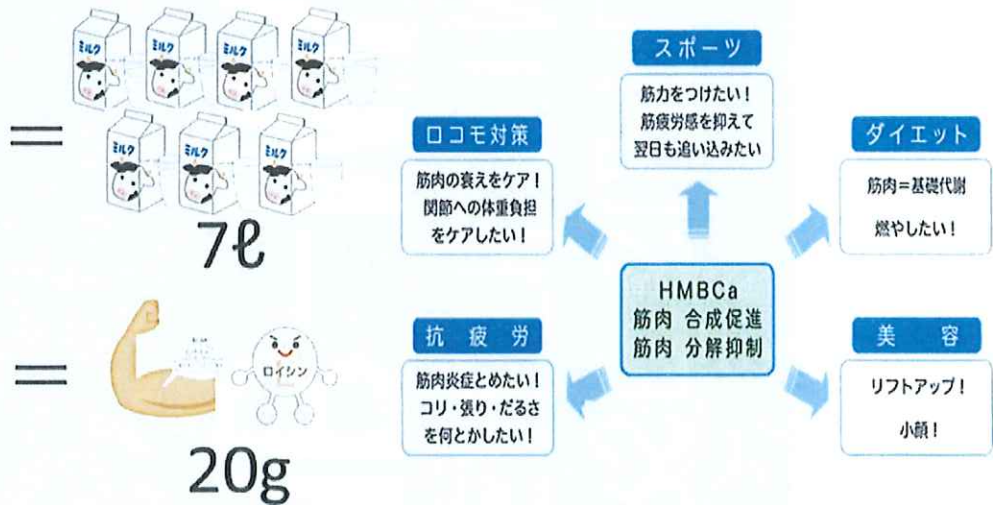 =
ミルク
ミルク
ミルク
ミルク
ミルク
ミルク
ミルク
7ℓ
=
ロイシン
20g
スポーツ
筋力をつけたい！
筋疲労感を抑えて
翌日も追い込みたい
ロコモ対策
筋肉の衰えをケア！
関節への体重負担
をケアしたい！
ダイエット
筋肉＝基礎代謝
燃やしたい！
HMBCa
筋肉 合成促進
筋肉 分解抑制
抗 疲 労
筋肉炎症とめたい！
コリ・張り・だるさ
を何とかしたい！
美 容
リフトアップ！
小顔！